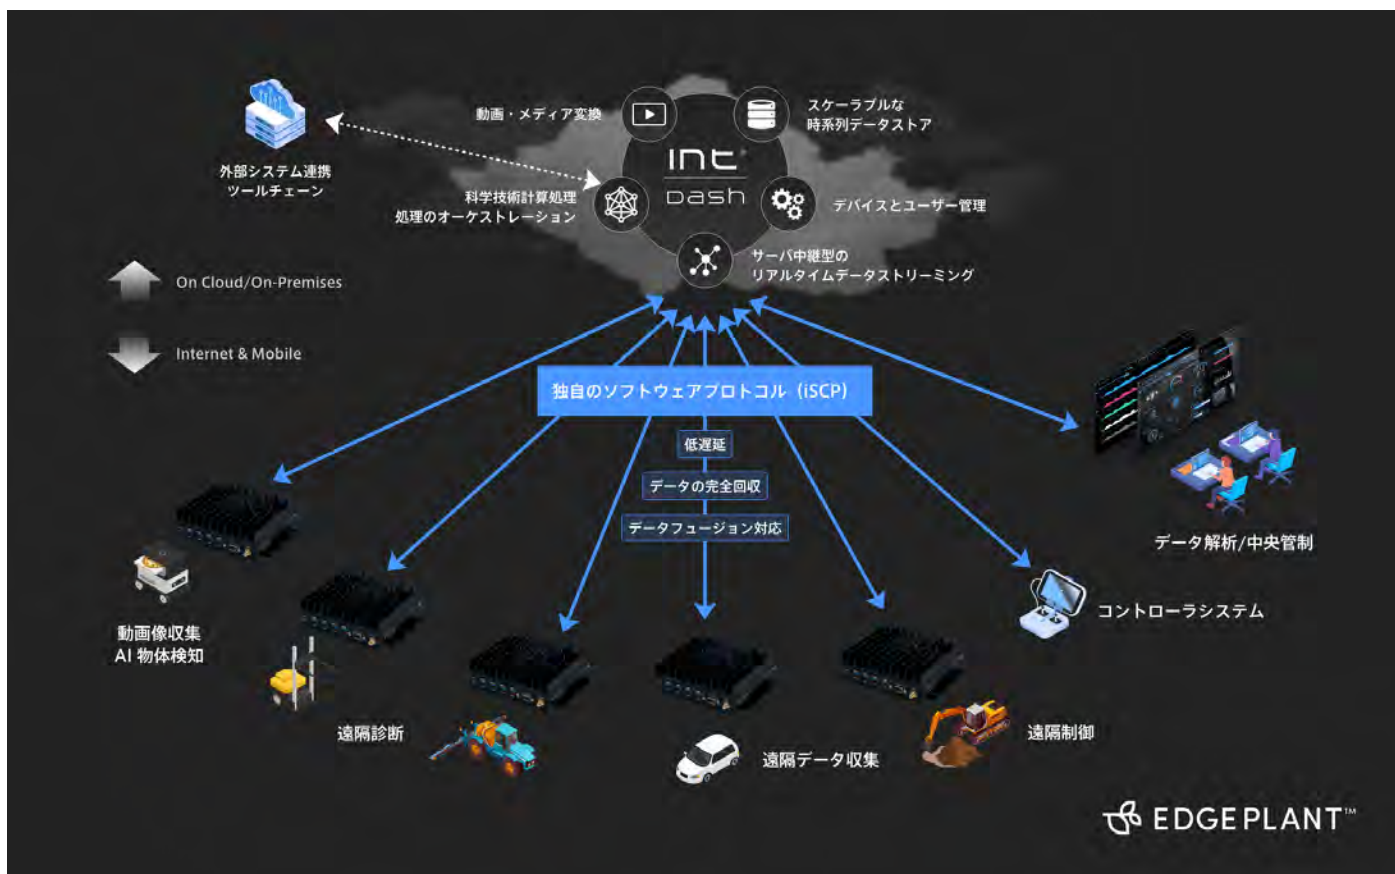 動画・メディア変換
スケーラブルな
時系列データストア
int
Dash
外部システム連携
ツールチェーン
科学技術計算処理
処理のオーケストレーション
デバイスとユーザー管理
サーバ中継型の
リアルタイムデータストリーミング
On Cloud/On-Premises
Internet & Mobile
独自のソフトウェアプロトコル（iSCP）
低遅延
データの完全回収
データフュージョン対応
データ解析/中央管制
コントローラシステム
動画像収集
AI 物体検知
遠隔診断
遠隔データ収集
遠隔制御
EDGEPLANT™